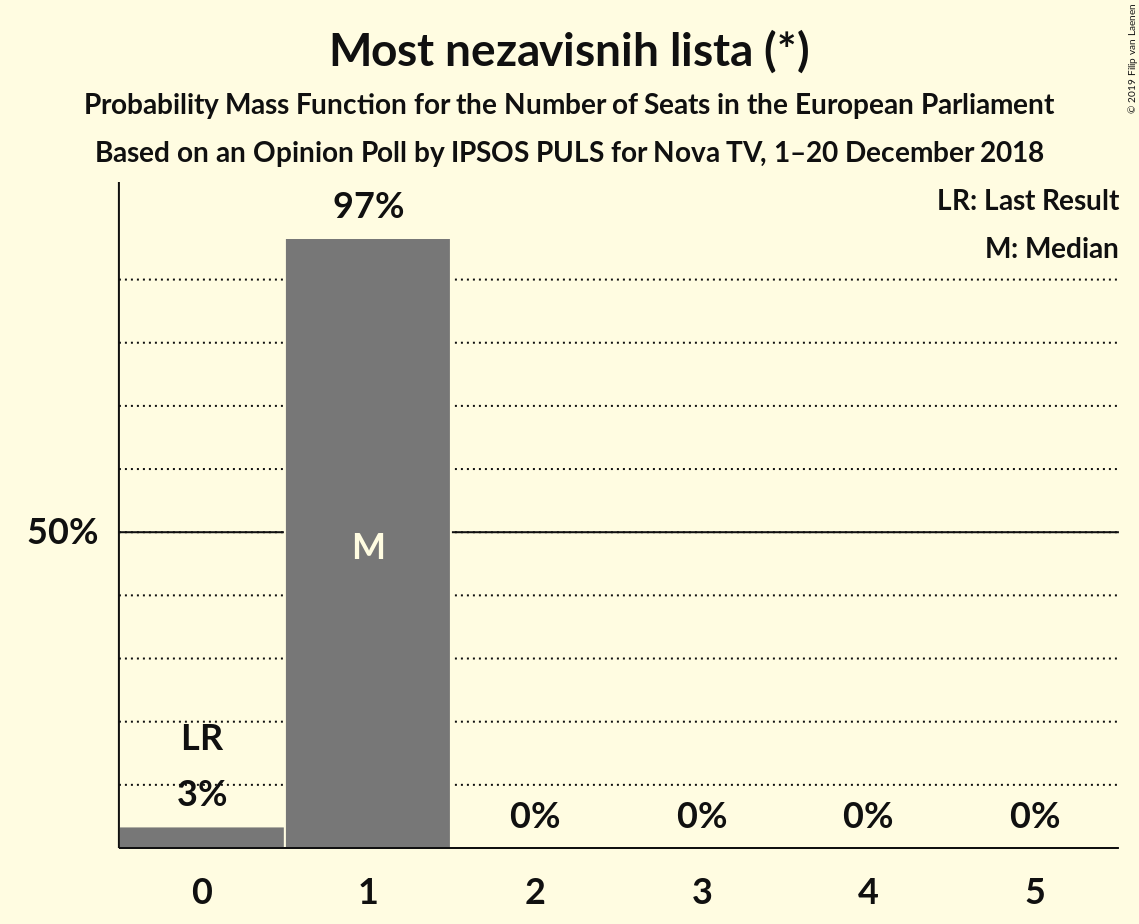 Most nezavisnih lista (*)
Probability Mass Function for the Number of Seats in the European Parliament
Based on an Opinion Poll by IPSOS PULS for Nova TV, 1–20 December 2018
© 2019 Filip van Laenen
LR: Last Result
M: Median
97%
50%
M
LR
3%
0% 0% 0% 0%
0 1 2 3 4 5